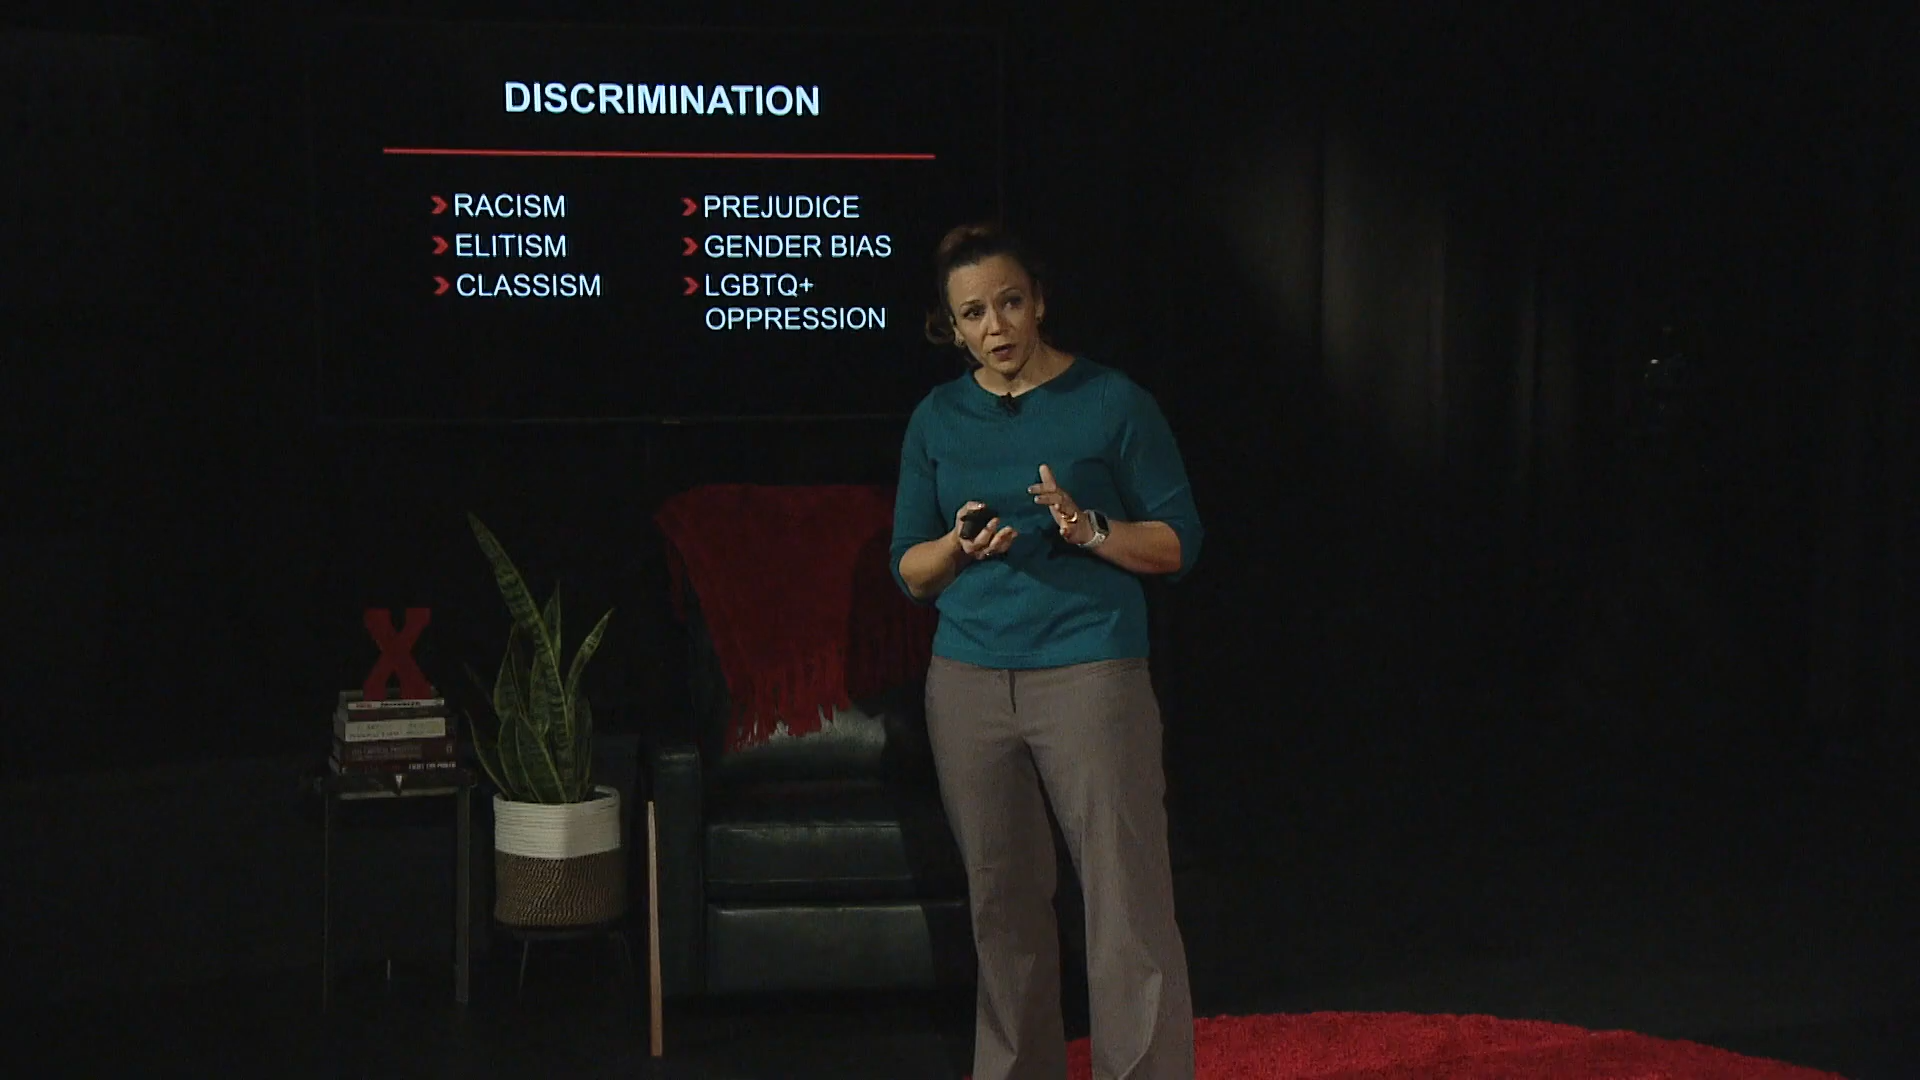 DISCRIMINATION
RACISM
ELITISM
CLASSISM
PREJUDICE
GENDER BIAS
LGBTQ+
OPPRESSION
X